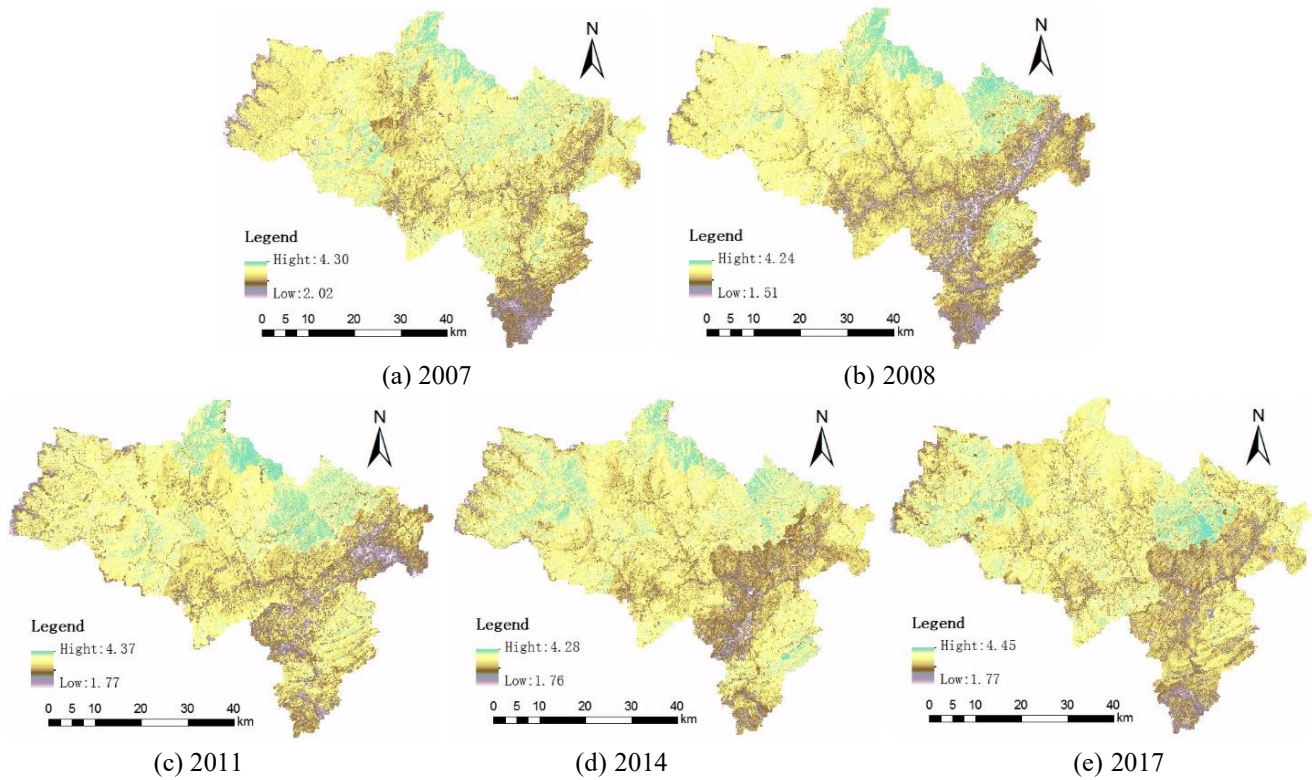 N
Legend
Hight:4.30
Low:2.02
0 5 10 20 30 40
km
(a) 2007
N
Legend
Hight:4.24
Low:1.51
0 5 10 20 30 40
km
(b) 2008
N
Legend
Hight:4.37
Low:1.77
0 5 10 20 30 40
km
(c) 2011
N
Legend
Hight:4.28
Low:1.76
0 5 10 20 30 40
km
(d) 2014
N
Legend
Hight:4.45
Low:1.77
0 5 10 20 30 40
km
(e) 2017